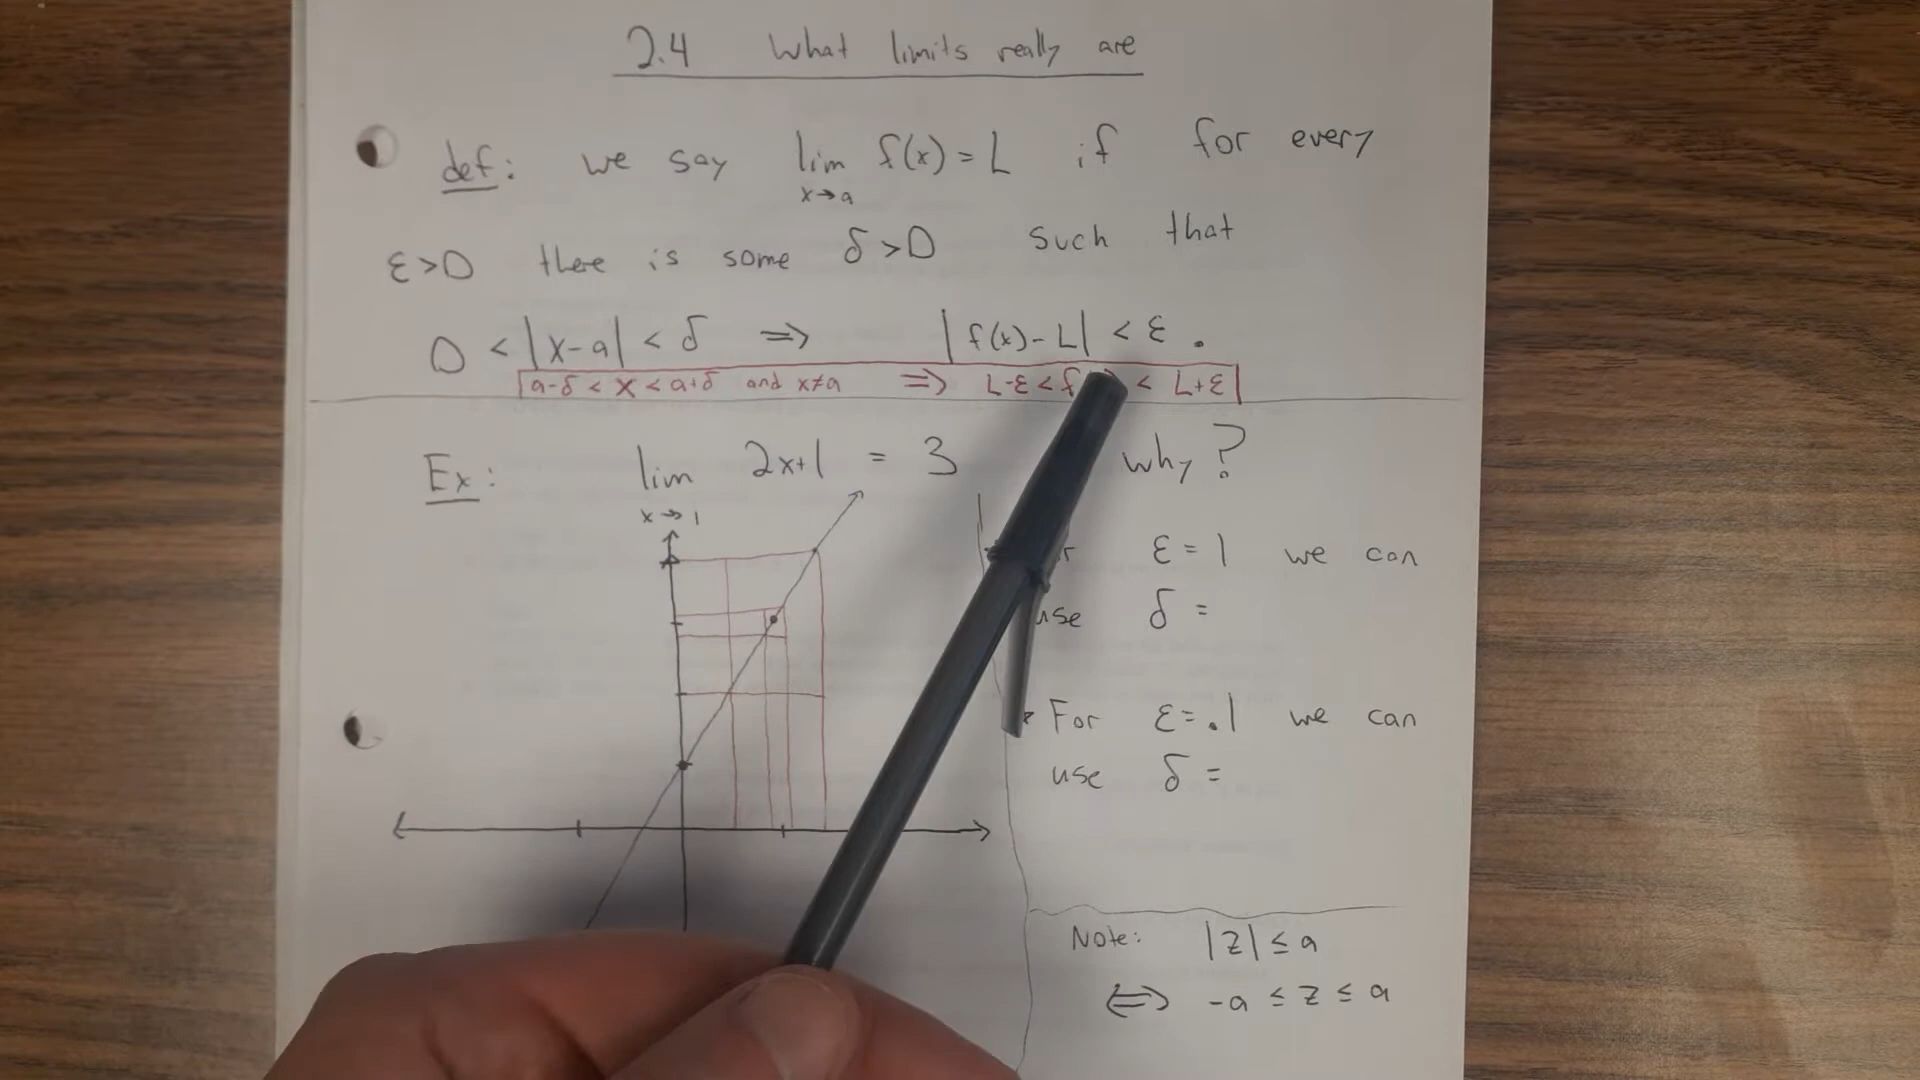 2.4 What limits really are
def: we say lim f(x) = L if for every
x→a
ε>0 there is some δ>0 such that
0 < |x-a| < δ ⇒ |f(x)-L| < ε.
a-δ < x < a+δ and x≠a ⇒ L-ε < f < L+ε
Ex: lim 2x+1 = 3 why?
x→1
ε = 1 we can
use δ =
For ε = .1 we can
use δ =
Note: |z| ≤ a
⇔ -a ≤ z ≤ a